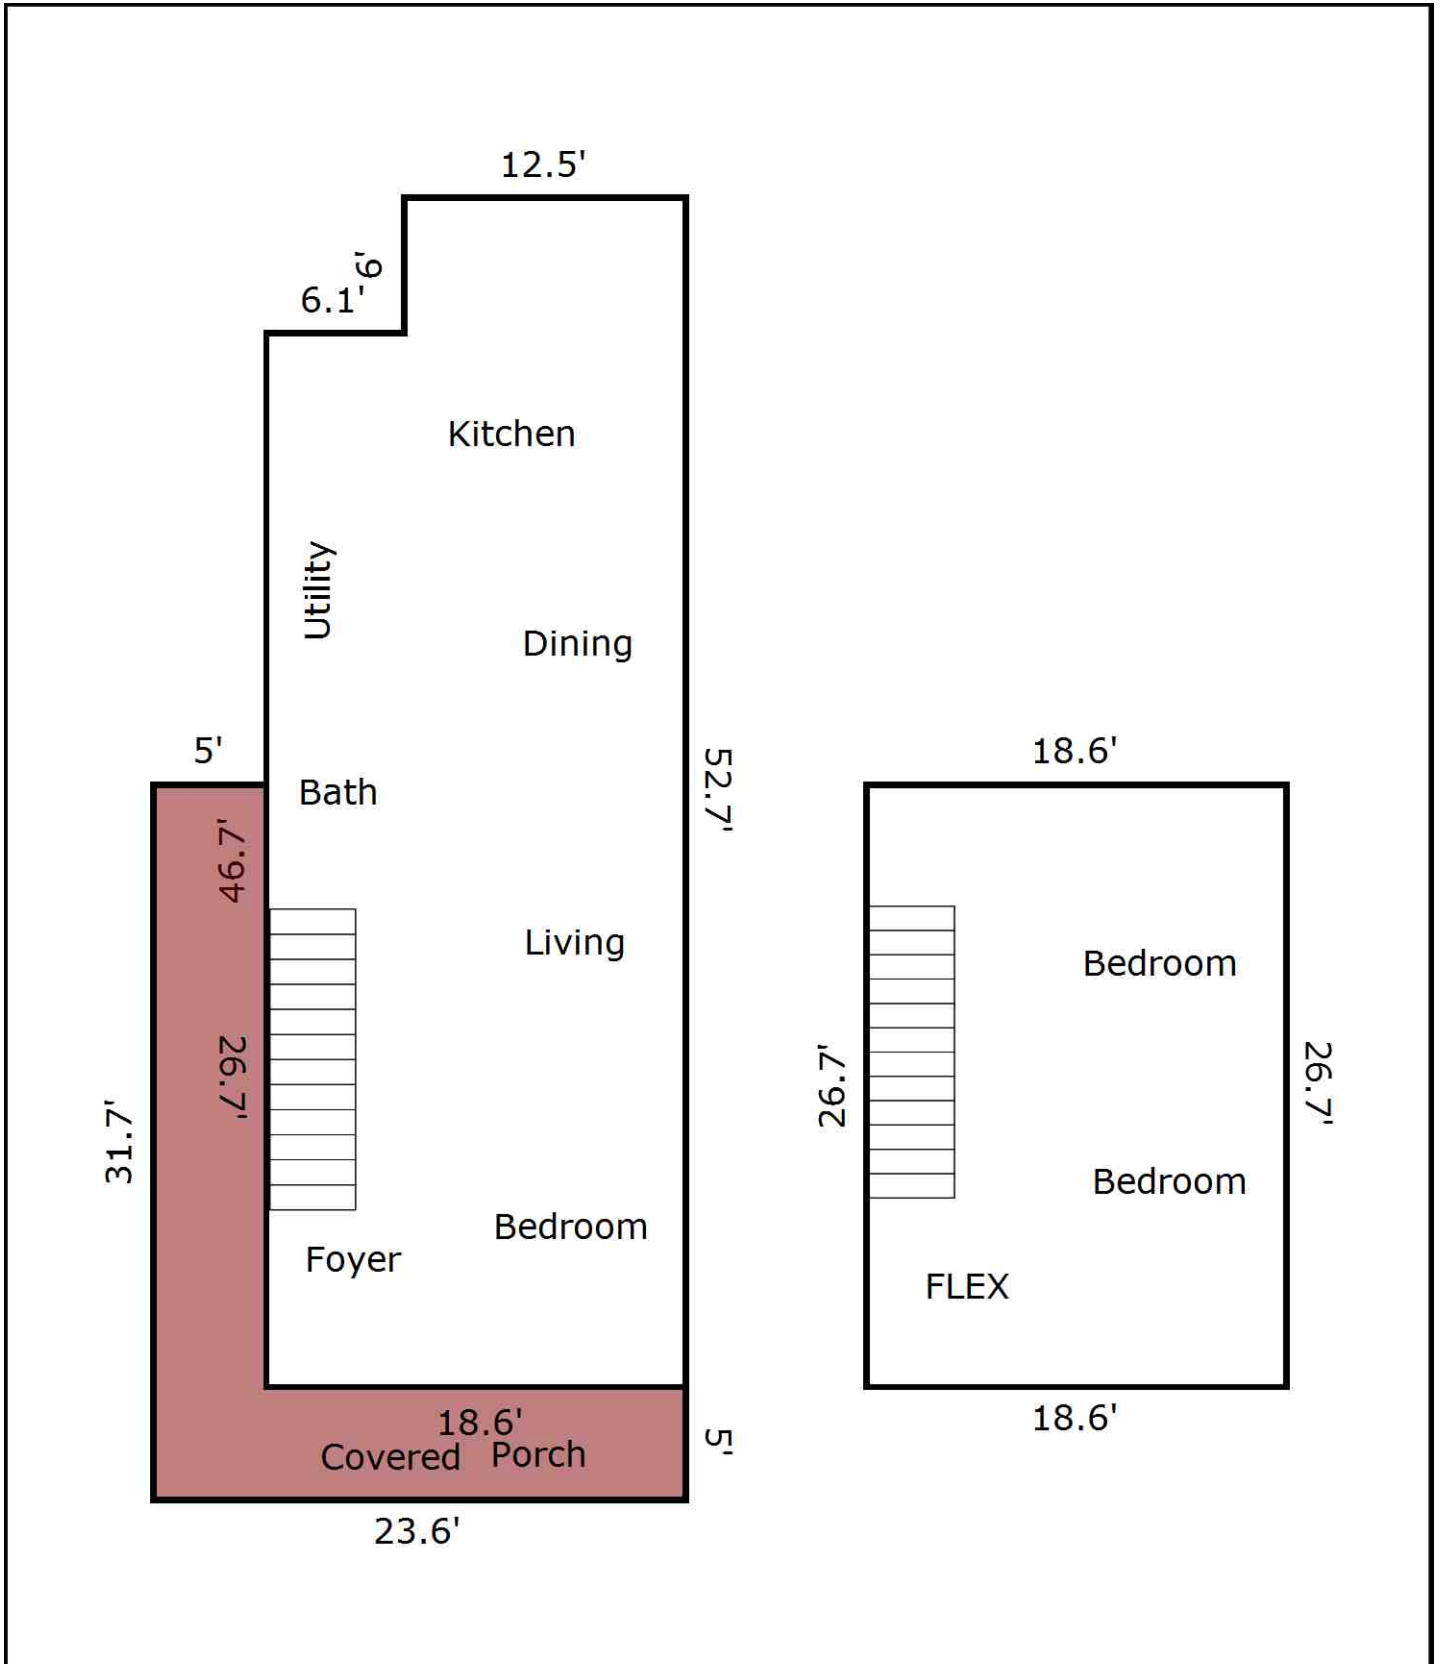 12.5'
6'
6.1'
Kitchen
Utility
Dining
5'
52.7'
18.6'
Bath
46.7'
Living
Bedroom
26.7'
26.7'
26.7'
31.7'
Bedroom
Bedroom
Foyer
FLEX
18.6'
18.6'
5'
Covered Porch
23.6'